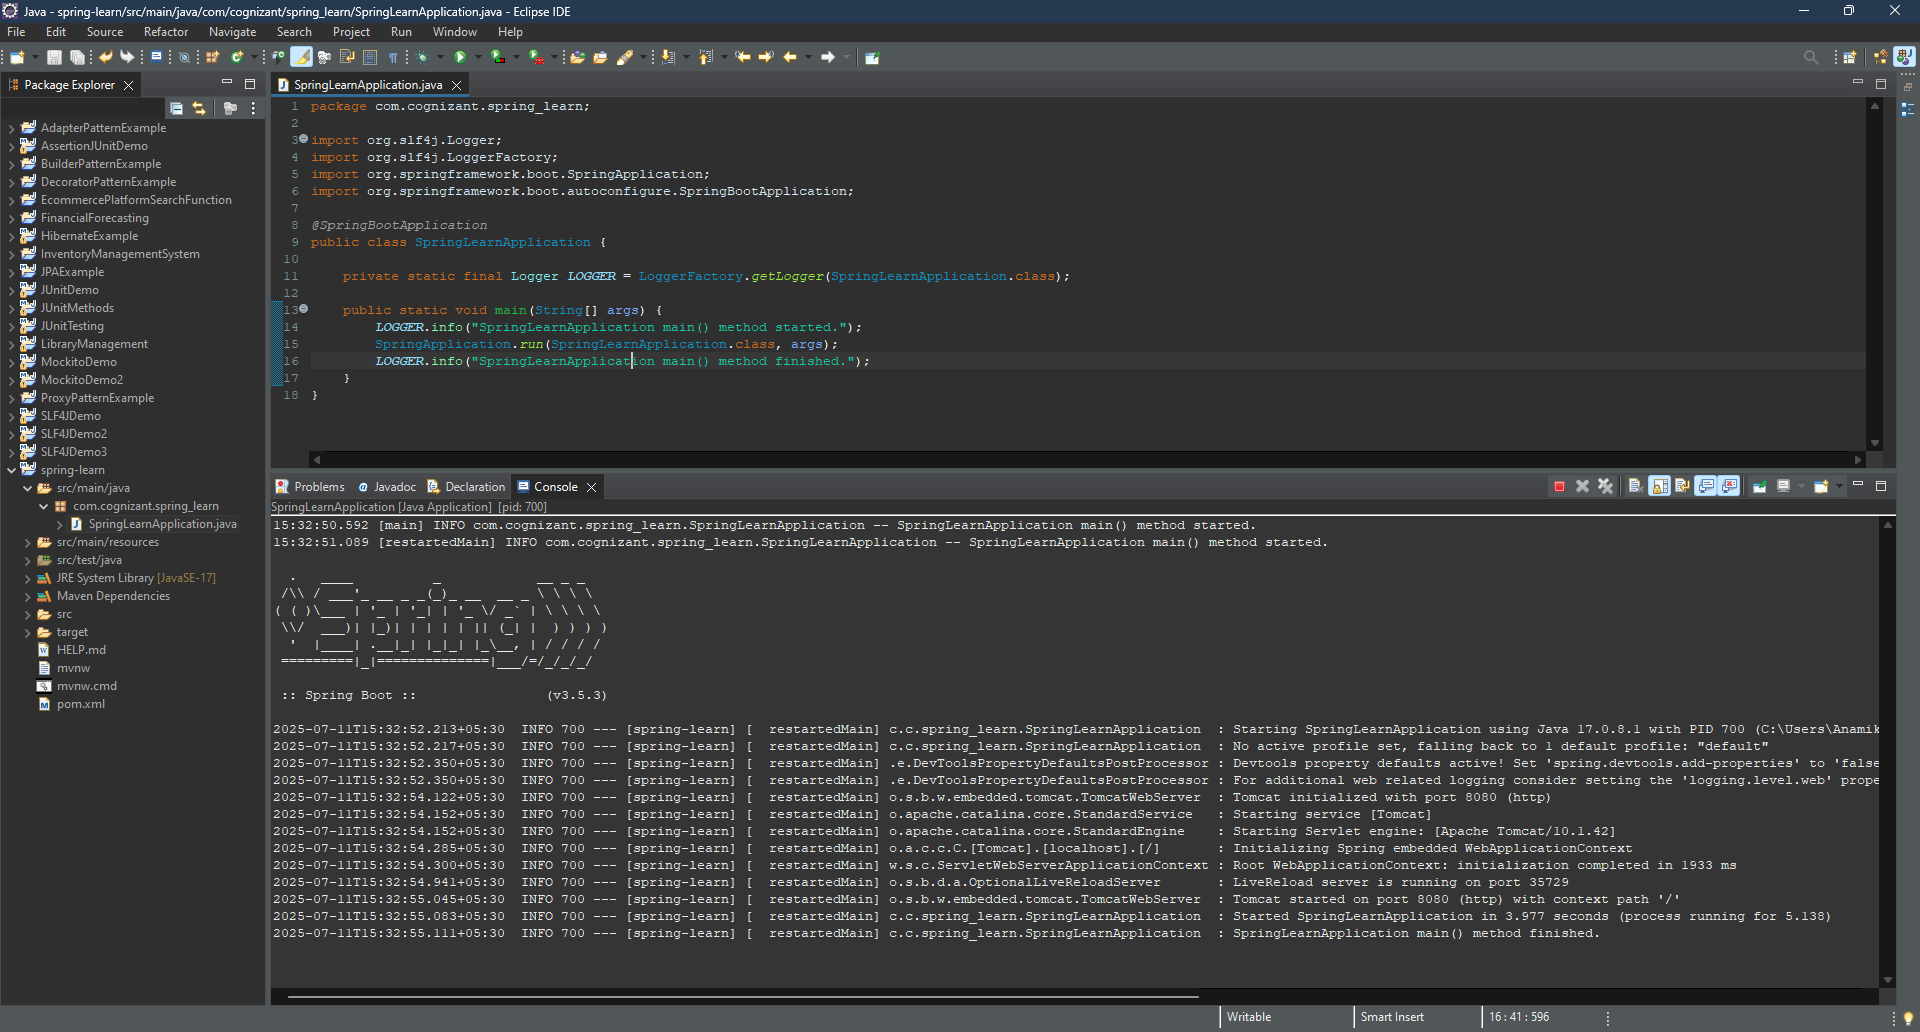 Java - spring-learn/src/main/java/com/cognizant/spring_learn/SpringLearnApplication.java - Eclipse IDE
File Edit Source Refactor Navigate Search Project Run Window Help
Package Explorer
AdapterPatternExample
AssertionJUnitDemo
BuilderPatternExample
DecoratorPatternExample
EcommercePlatformSearchFunction
FinancialForecasting
HibernateExample
InventoryManagementSystem
JPAExample
JUnitDemo
JUnitMethods
JUnitTesting
LibraryManagement
MockitoDemo
MockitoDemo2
ProxyPatternExample
SLF4JDemo
SLF4JDemo2
SLF4JDemo3
spring-learn
src/main/java
com.cognizant.spring_learn
SpringLearnApplication.java
src/main/resources
src/test/java
JRE System Library [JavaSE-17]
Maven Dependencies
src
target
HELP.md
mvnw
mvnw.cmd
pom.xml
SpringLearnApplication.java
1 package com.cognizant.spring_learn;
2
3 import org.slf4j.Logger;
4 import org.slf4j.LoggerFactory;
5 import org.springframework.boot.SpringApplication;
6 import org.springframework.boot.autoconfigure.SpringBootApplication;
7
8 @SpringBootApplication
9 public class SpringLearnApplication {
10
11     private static final Logger LOGGER = LoggerFactory.getLogger(SpringLearnApplication.class);
12
13     public static void main(String[] args) {
14         LOGGER.info("SpringLearnApplication main() method started.");
15         SpringApplication.run(SpringLearnApplication.class, args);
16         LOGGER.info("SpringLearnApplication main() method finished.");
17     }
18 }
Problems Javadoc Declaration Console
SpringLearnApplication [Java Application] [pid: 700]
15:32:50.592 [main] INFO com.cognizant.spring_learn.SpringLearnApplication -- SpringLearnApplication main() method started.
15:32:51.089 [restartedMain] INFO com.cognizant.spring_learn.SpringLearnApplication -- SpringLearnApplication main() method started.
  .   ____          _            __ _ _
 /\\ / ___'_ __ _ _(_)_ __  __ _ \ \ \ \
( ( )\___ | '_ | '_| | '_ \/ _` | \ \ \ \
 \\/  ___)| |_)| | | | | || (_| |  ) ) ) )
  '  |____| .__|_| |_|_| |_\__, | / / / /
 =========|_|==============|___/=/_/_/_/
 :: Spring Boot ::                (v3.5.3)
2025-07-11T15:32:52.213+05:30  INFO 700 --- [spring-learn] [  restartedMain] c.c.spring_learn.SpringLearnApplication  : Starting SpringLearnApplication using Java 17.0.8.1 with PID 700 (C:\Users\Anamik
2025-07-11T15:32:52.217+05:30  INFO 700 --- [spring-learn] [  restartedMain] c.c.spring_learn.SpringLearnApplication  : No active profile set, falling back to 1 default profile: "default"
2025-07-11T15:32:52.350+05:30  INFO 700 --- [spring-learn] [  restartedMain] .e.DevToolsPropertyDefaultsPostProcessor : Devtools property defaults active! Set 'spring.devtools.add-properties' to 'false
2025-07-11T15:32:52.350+05:30  INFO 700 --- [spring-learn] [  restartedMain] .e.DevToolsPropertyDefaultsPostProcessor : For additional web related logging consider setting the 'logging.level.web' prope
2025-07-11T15:32:54.122+05:30  INFO 700 --- [spring-learn] [  restartedMain] o.s.b.w.embedded.tomcat.TomcatWebServer  : Tomcat initialized with port 8080 (http)
2025-07-11T15:32:54.152+05:30  INFO 700 --- [spring-learn] [  restartedMain] o.apache.catalina.core.StandardService   : Starting service [Tomcat]
2025-07-11T15:32:54.152+05:30  INFO 700 --- [spring-learn] [  restartedMain] o.apache.catalina.core.StandardEngine    : Starting Servlet engine: [Apache Tomcat/10.1.42]
2025-07-11T15:32:54.285+05:30  INFO 700 --- [spring-learn] [  restartedMain] o.a.c.c.C.[Tomcat].[localhost].[/]       : Initializing Spring embedded WebApplicationContext
2025-07-11T15:32:54.300+05:30  INFO 700 --- [spring-learn] [  restartedMain] w.s.c.ServletWebServerApplicationContext : Root WebApplicationContext: initialization completed in 1933 ms
2025-07-11T15:32:54.941+05:30  INFO 700 --- [spring-learn] [  restartedMain] o.s.b.d.a.OptionalLiveReloadServer       : LiveReload server is running on port 35729
2025-07-11T15:32:55.045+05:30  INFO 700 --- [spring-learn] [  restartedMain] o.s.b.w.embedded.tomcat.TomcatWebServer  : Tomcat started on port 8080 (http) with context path '/'
2025-07-11T15:32:55.083+05:30  INFO 700 --- [spring-learn] [  restartedMain] c.c.spring_learn.SpringLearnApplication  : Started SpringLearnApplication in 3.977 seconds (process running for 5.138)
2025-07-11T15:32:55.111+05:30  INFO 700 --- [spring-learn] [  restartedMain] c.c.spring_learn.SpringLearnApplication  : SpringLearnApplication main() method finished.
Writable Smart Insert 16 : 41 : 596